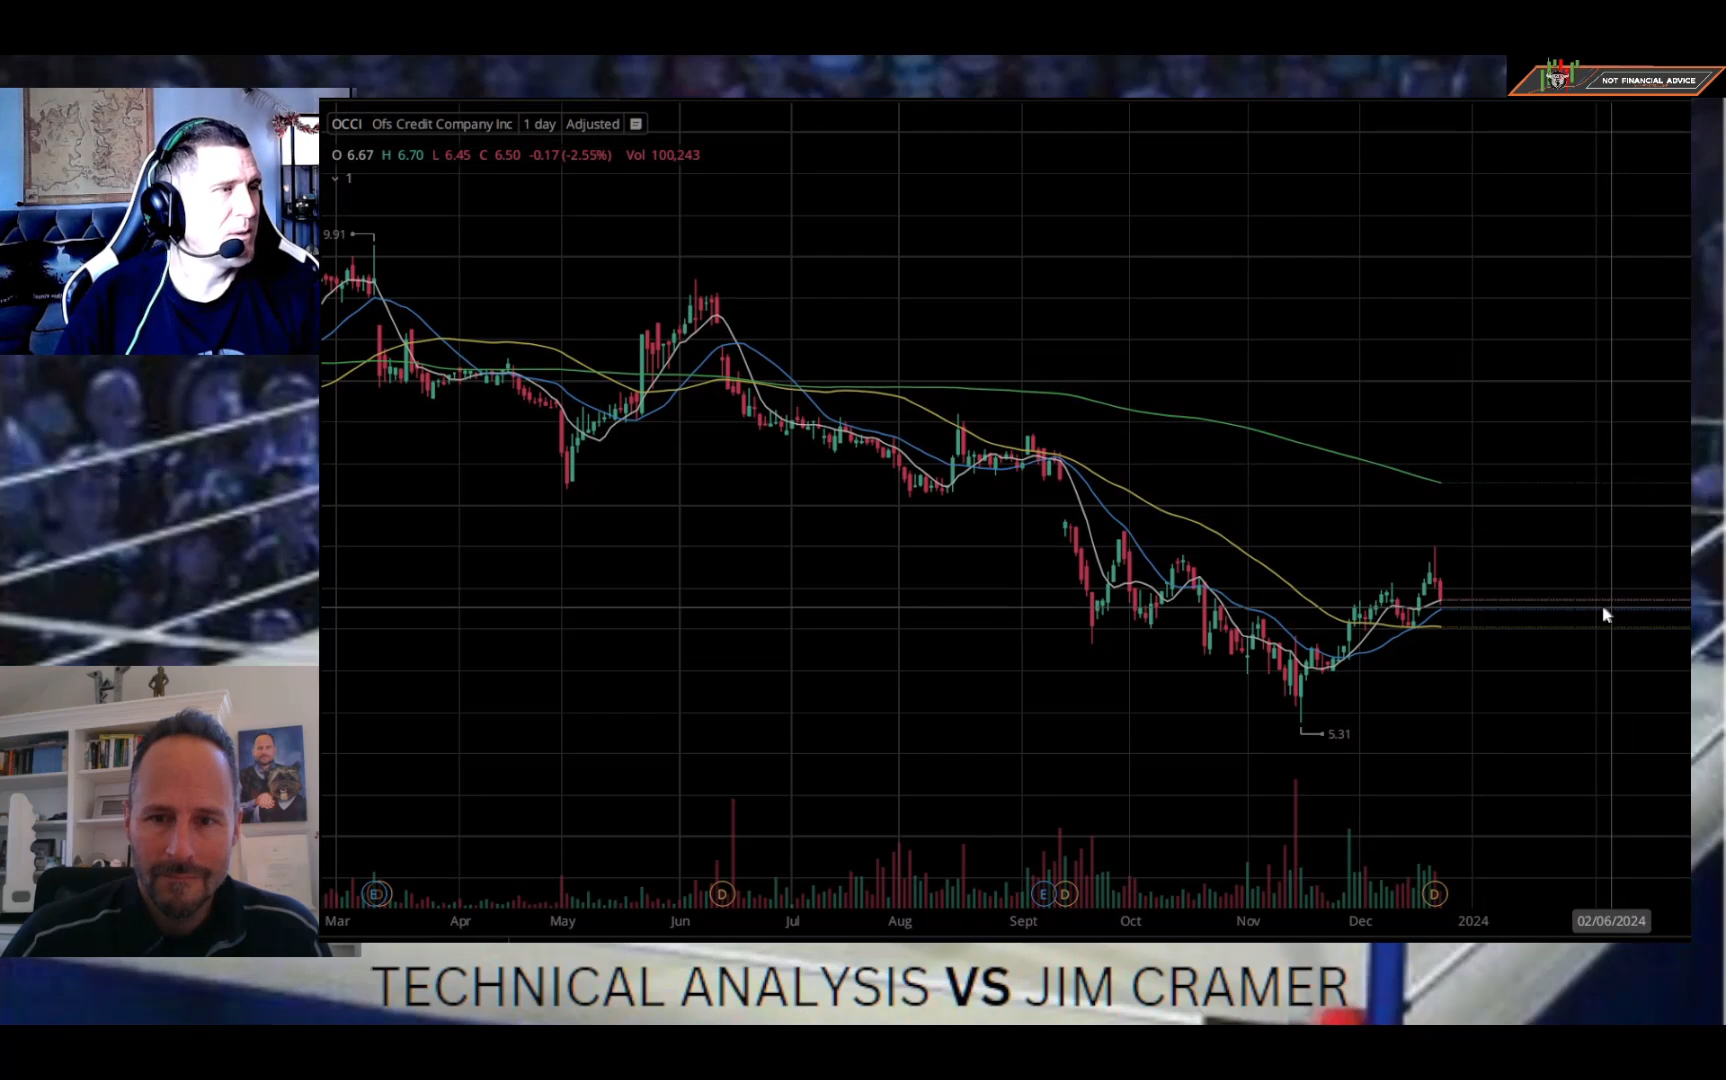 NOT FINANCIAL ADVICE
OCCI Ofs Credit Company Inc 1 day Adjusted
O 6.67 H 6.70 L 6.45 C 6.50 -0.17 (-2.55%) Vol 100,243
1
9.91
5.31
E D D E D D
Mar Apr May Jun Jul Aug Sept Oct Nov Dec 2024 02/06/2024
TECHNICAL ANALYSIS VS JIM CRAMER